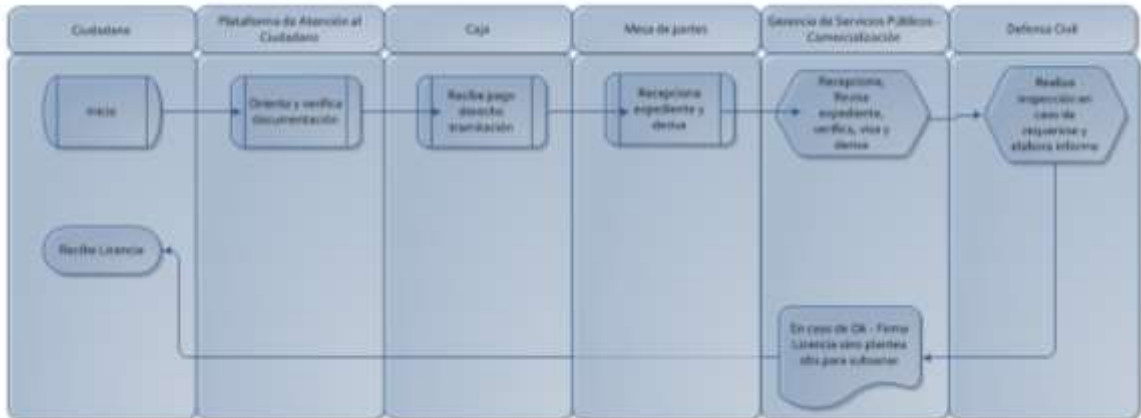 Ciudadano
Plataforma de Atención al
Ciudadano
Caja
Mesa de partes
Gerencia de Servicios Públicos -
Comercialización
Defensa Civil
Inicio
Orienta y verifica
documentación
Recibe pago
derecho
tramitación
Recepciona
expediente y
deriva
Recepciona,
Revisa
expediente,
verifica, visa y
deriva
Realiza
inspección en
caso de
requerirse y
elabora informe
Recibe Licencia
En caso de OK - Firma
Licencia sino plantea
obs para subsanar